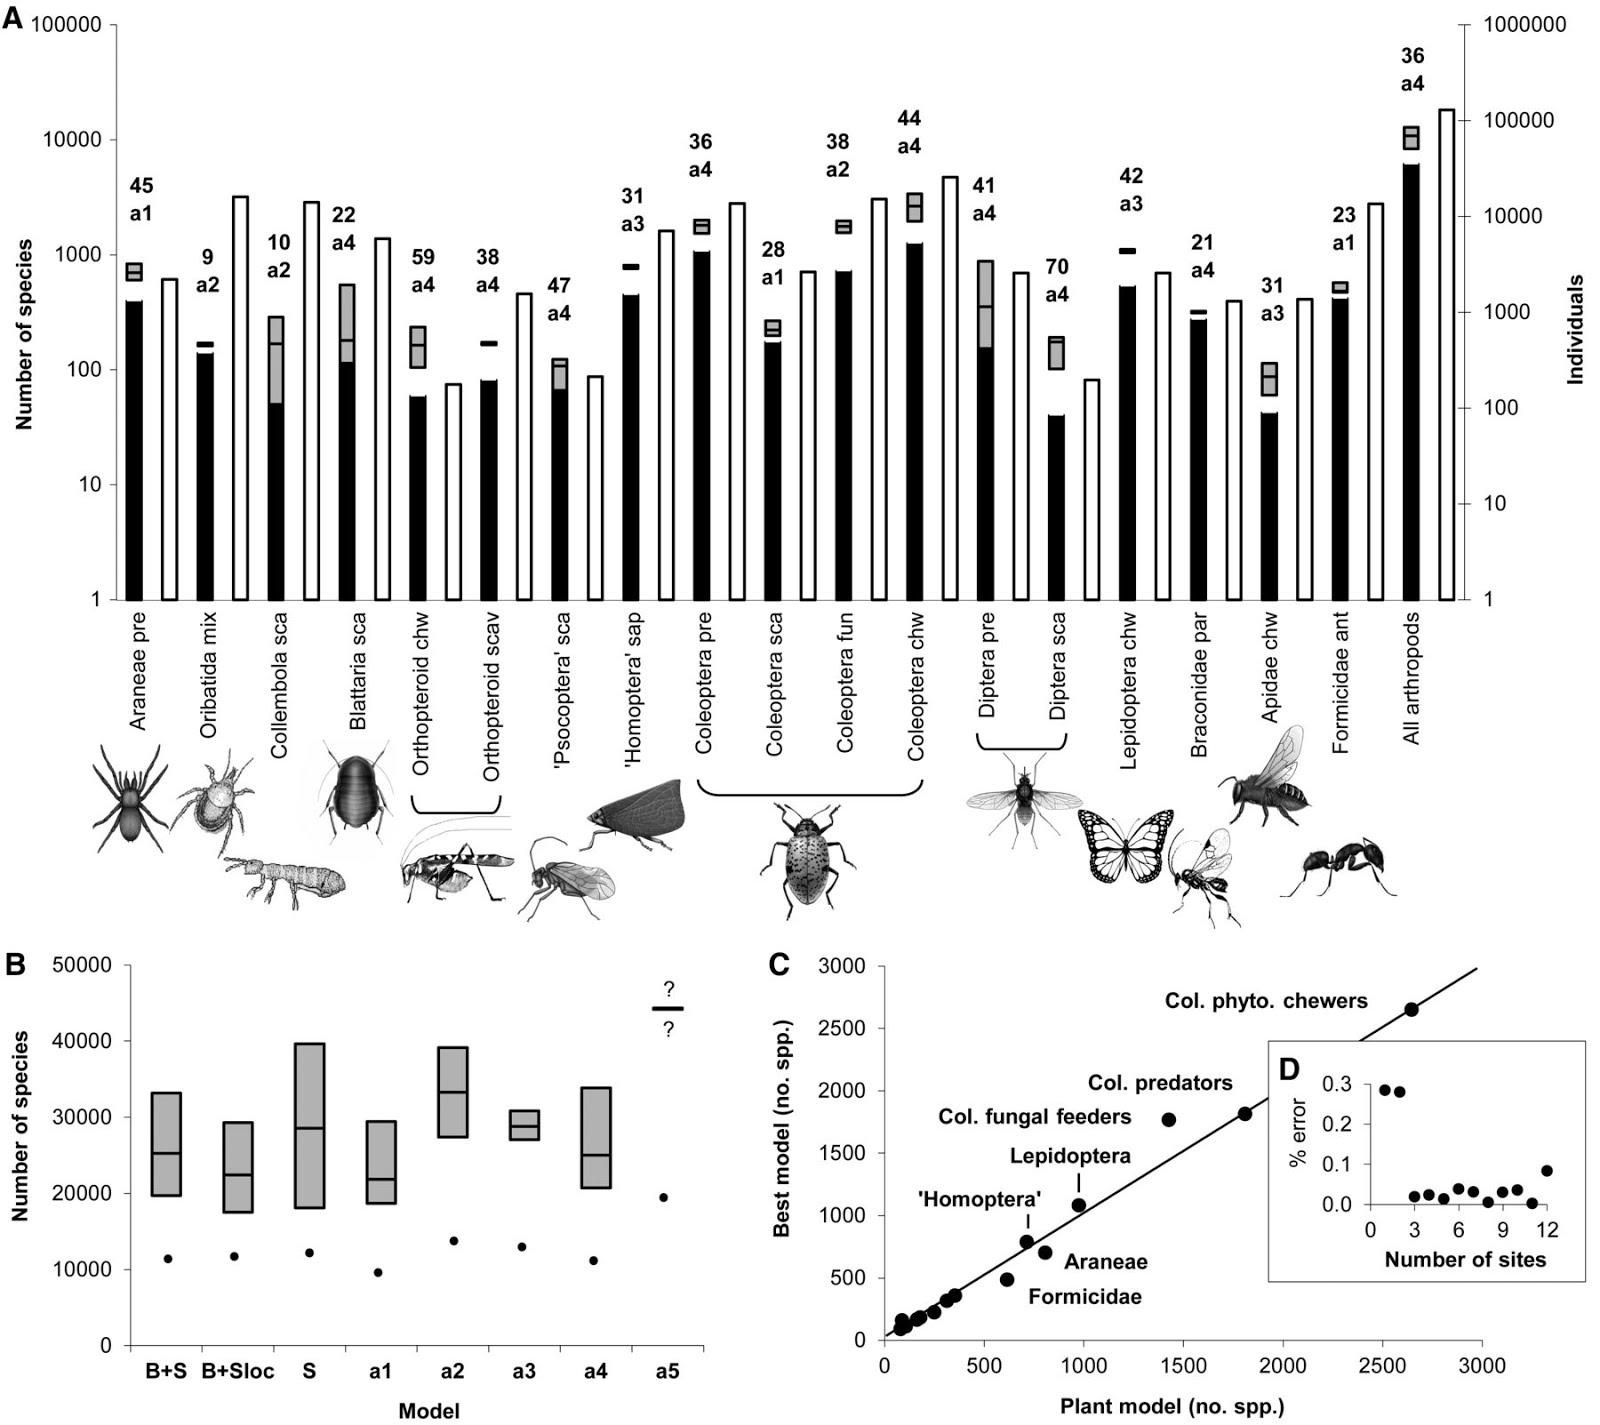 A
100000
10000
1000
100
10
1
Number of species
1000000
100000
10000
1000
100
10
1
Individuals
45
a1
9
a2
10
a2
22
a4
59
a4
38
a4
47
a4
31
a3
36
a4
28
a1
38
a2
44
a4
41
a4
70
a4
42
a3
21
a4
31
a3
23
a1
36
a4
Araneae pre
Oribatida mix
Collembola sca
Blattaria sca
Orthopteroid chw
Orthopteroid scav
'Psocoptera' sca
'Homoptera' sap
Coleoptera pre
Coleoptera sca
Coleoptera fun
Coleoptera chw
Diptera pre
Diptera sca
Lepidoptera chw
Braconidae par
Apidae chw
Formicidae ant
All arthropods
B
50000
40000
30000
20000
10000
0
Number of species
?
?
B+S
B+Sloc
S
a1
a2
a3
a4
a5
Model
C
3000
2500
2000
1500
1000
500
0
Best model (no. spp.)
Col. phyto. chewers
Col. predators
Col. fungal feeders
Lepidoptera
'Homoptera'
Araneae
Formicidae
0
500
1000
1500
2000
2500
3000
Plant model (no. spp.)
D
0.3
0.2
0.1
0.0
% error
0
3
6
9
12
Number of sites